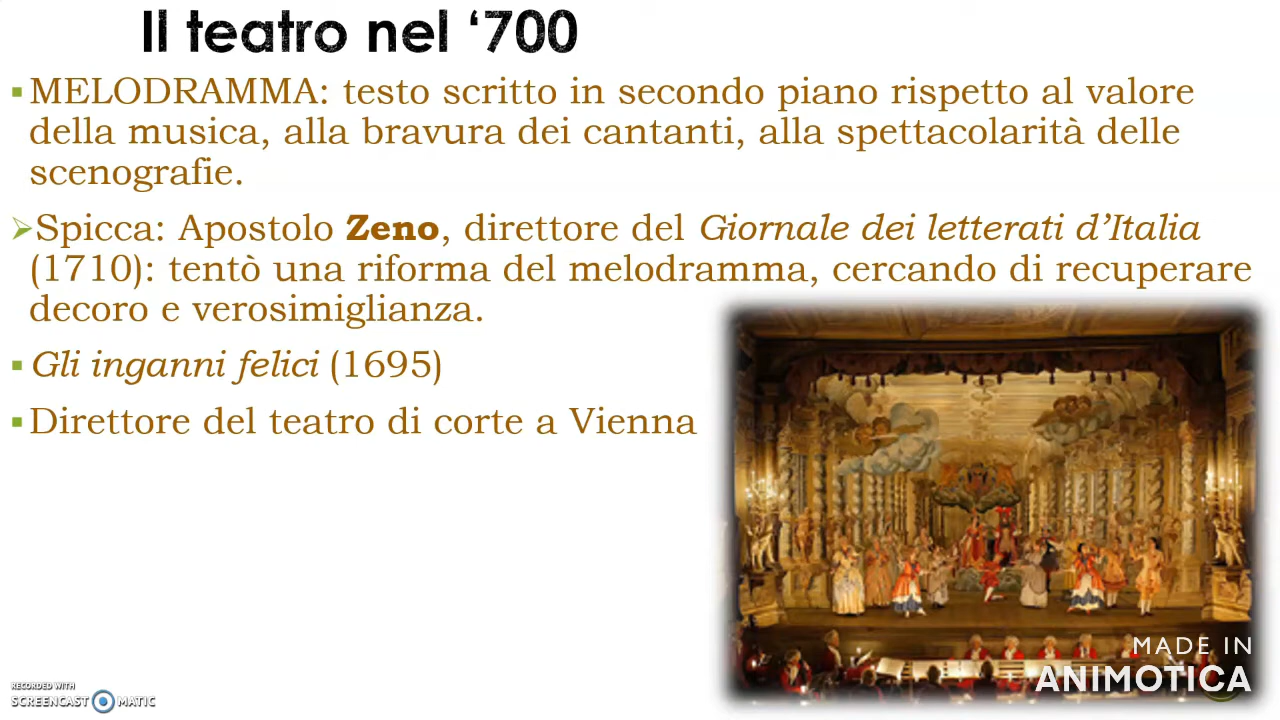 Il teatro nel ‘700
▪MELODRAMMA: testo scritto in secondo piano rispetto al valore
della musica, alla bravura dei cantanti, alla spettacolarità delle
scenografie.
➢Spicca: Apostolo Zeno, direttore del Giornale dei letterati d’Italia
(1710): tentò una riforma del melodramma, cercando di recuperare
decoro e verosimiglianza.
▪Gli inganni felici (1695)
▪Direttore del teatro di corte a Vienna
MADE IN
ANIMOTICA
RECORDED WITH
SCREENCAST MATIC